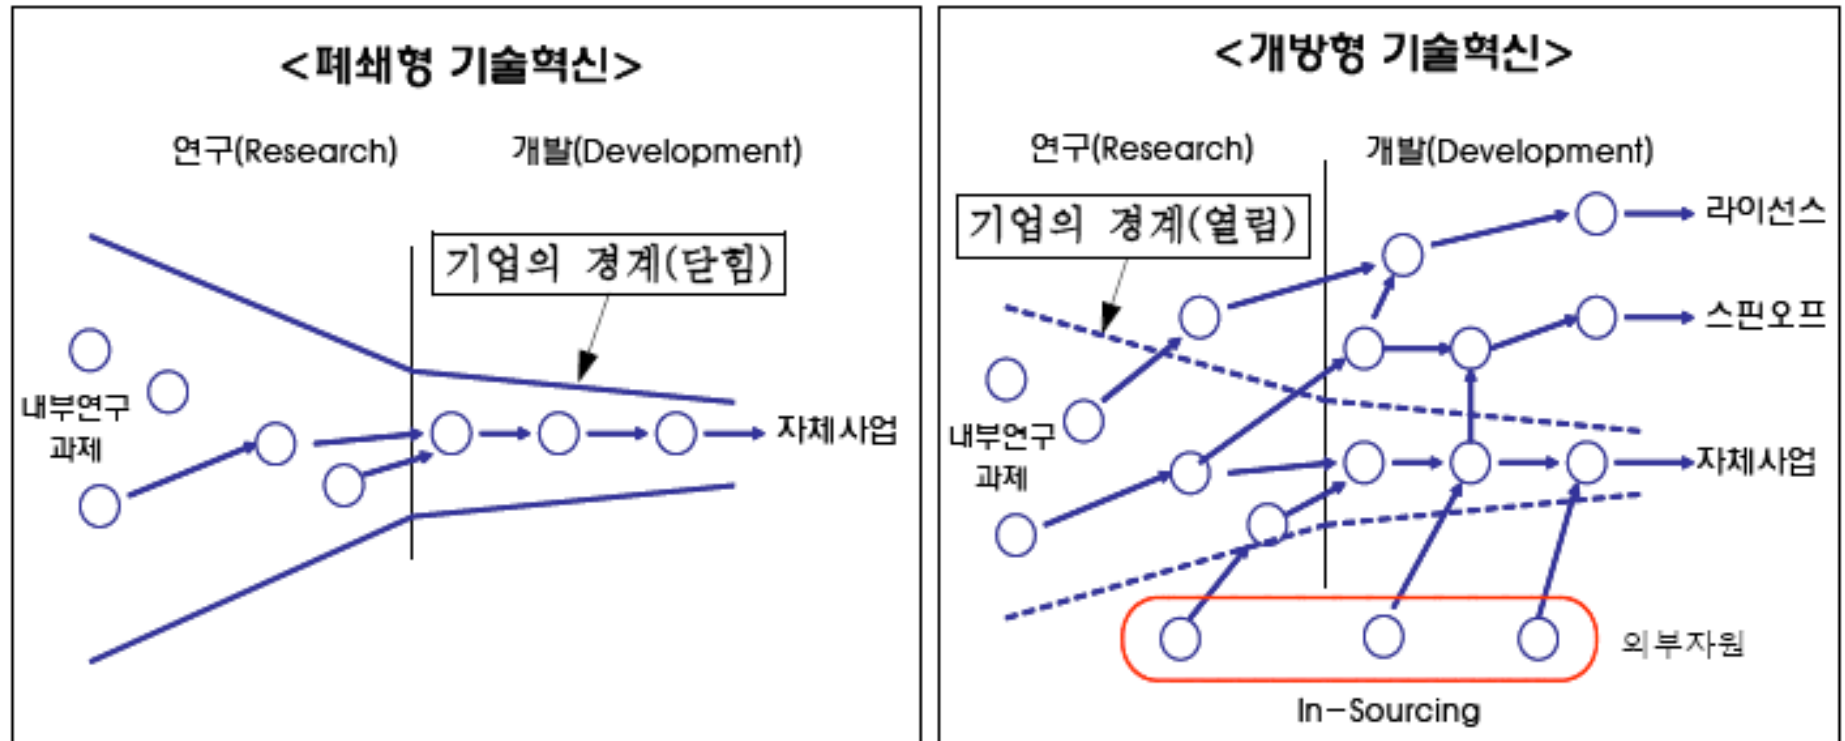 <폐쇄형 기술혁신>
연구(Research)
개발(Development)
기업의 경계(닫힘)
내부연구
과제
자체사업
<개방형 기술혁신>
연구(Research)
개발(Development)
기업의 경계(열림)
라이선스
스핀오프
내부연구
과제
자체사업
외부자원
In-Sourcing